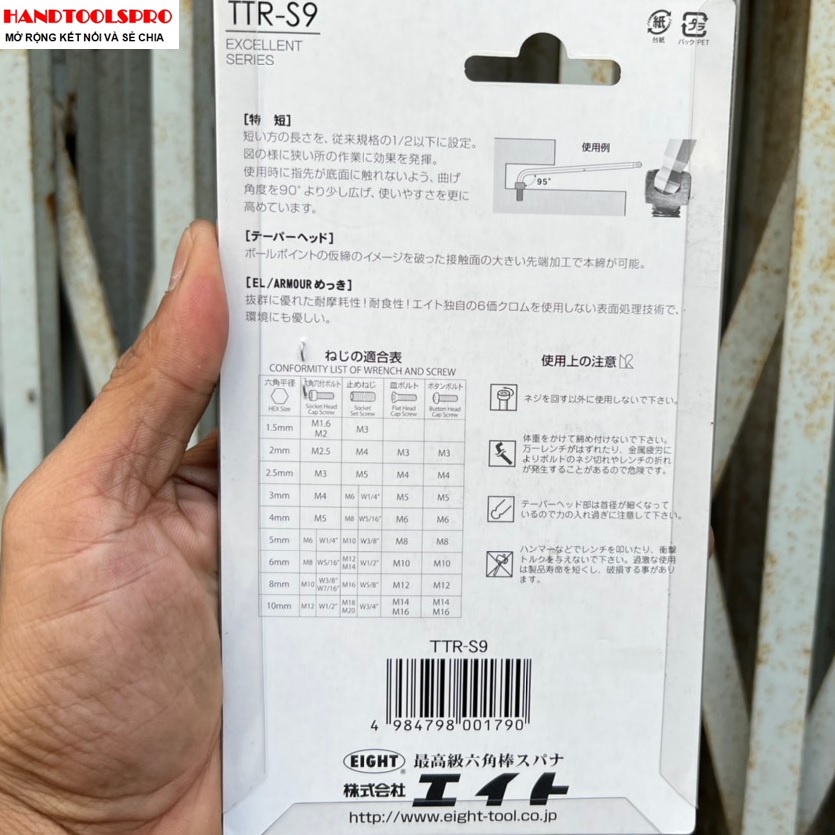 HANDTOOLSPRO
MỞ RỘNG KẾT NỐI VÀ SẺ CHIA
TTR-S9
EXCELLENT
SERIES
紙
台紙
プラ
パック・PET
[特 短]
短い方の長さを、従来規格の1/2以下に設定。
図の様に狭い所の作業に効果を発揮。
使用時に指先が底面に触れないよう、曲げ
角度を90°より少し広げ、使いやすさを更に
高めています。
使用例
95°
[テーパーヘッド]
ボールポイントの仮締のイメージを破った接触面の大きい先端加工で本締が可能。
[EL/ARMOURめっき]
抜群に優れた耐摩耗性!耐食性!エイト独自の6価クロムを使用しない表面処理技術で、
環境にも優しい。
ねじの適合表
CONFORMITY LIST OF WRENCH AND SCREW
六角平径 HEX Size 六角穴付ボルト Socket Head Cap Screw 止めねじ Socket Set Screw 皿ボルト Flat Head Cap Screw ボタンボルト Button Head Cap Screw
1.5mm M1.6 M2 M3
2mm M2.5 M4 M3 M3
2.5mm M3 M5 M4 M4
3mm M4 M6 W1/4" M5 M5
4mm M5 M8 W5/16" M6 M6
5mm M6 W1/4" M10 W3/8" M8 M8
6mm M8 W5/16" M12 M14 W1/2" M10 M10
8mm M10 W3/8" W7/16" M16 W5/8" M12 M12
10mm M12 W1/2" M18 M20 W3/4" M14 M16 M14 M16
使用上の注意
ネジを回す以外に使用しないで下さい。
体重をかけて締め付けないで下さい。
万一レンチがはずれたり、金属疲労に
よりボルトのネジ切れやレンチの折れ
が発生することがあるので危険です。
テーパーヘッド部は首径が細くなって
いるので力の入れ過ぎに注意して下さい。
ハンマーなどでレンチを叩いたり、衝撃
トルクを与えないで下さい。過激な使用
は製品寿命を短くし、破損する事があり
ます。
TTR-S9
4 984798 001790
EIGHT 最高級六角棒スパナ
株式会社 エイト
http://www.eight-tool.co.jp